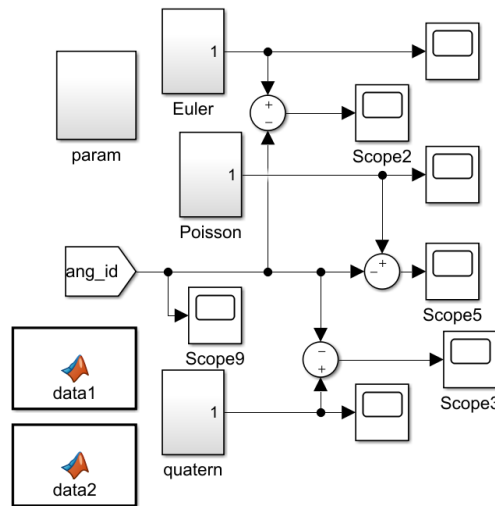 1
Euler
+
−
Scope2
param
1
Poisson
ang_id
−
+
Scope5
Scope9
−
+
Scope3
data1
1
quatern
data2